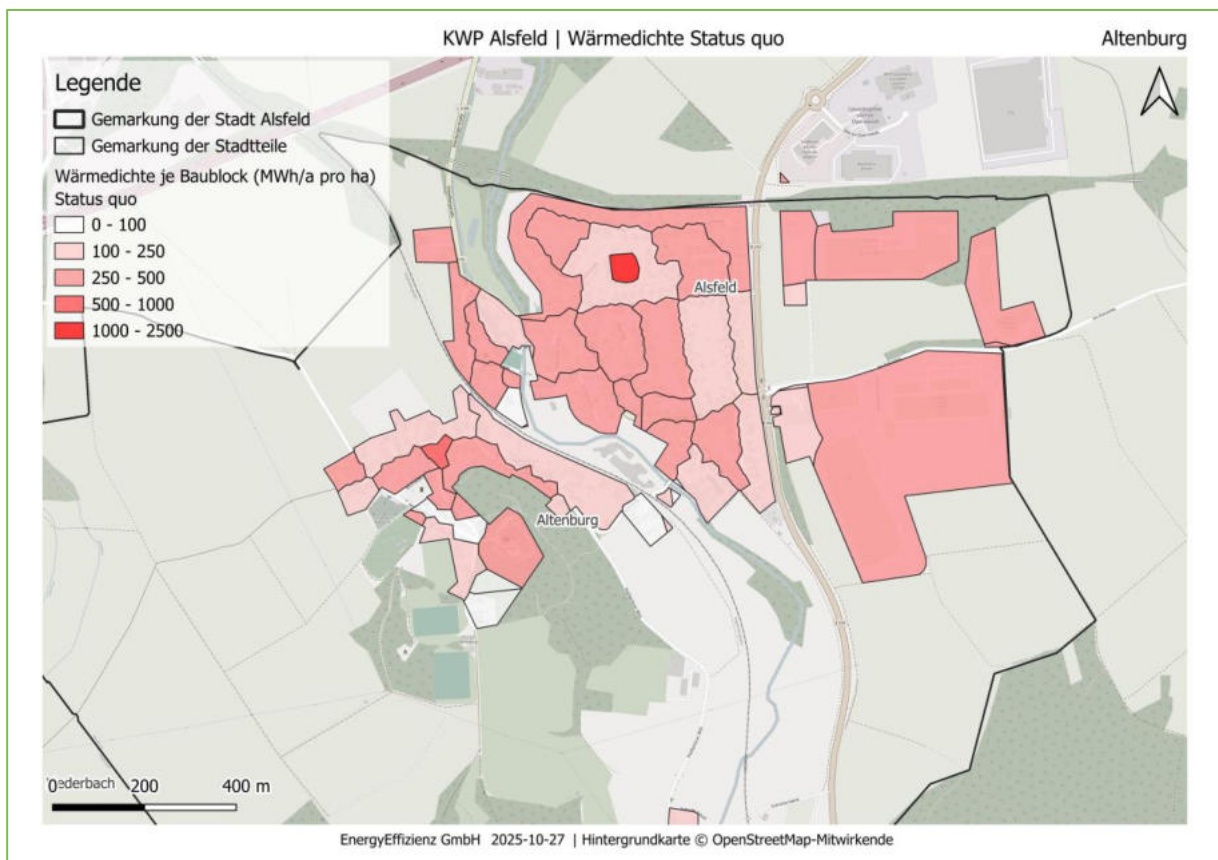 KWP Alsfeld | Wärmedichte Status quo
Altenburg
Legende
Gemarkung der Stadt Alsfeld
Gemarkung der Stadtteile
Wärmedichte je Baublock (MWh/a pro ha)
Status quo
0 - 100
100 - 250
250 - 500
500 - 1000
1000 - 2500
Alsfeld
Altenburg
ederbach
0 200 400 m
EnergyEffizienz GmbH 2025-10-27 | Hintergrundkarte © OpenStreetMap-Mitwirkende